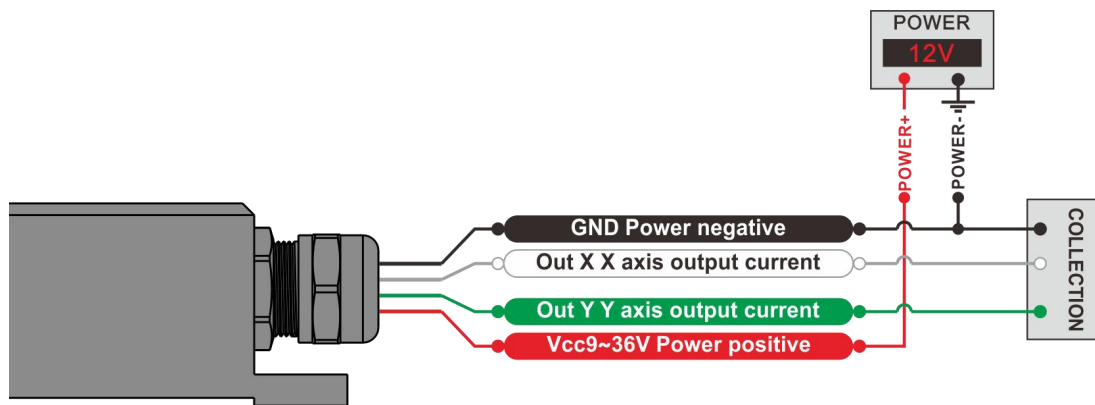 POWER
12V
POWER+
POWER-
GND Power negative
Out X X axis output current
Out Y Y axis output current
Vcc9~36V Power positive
COLLECTION